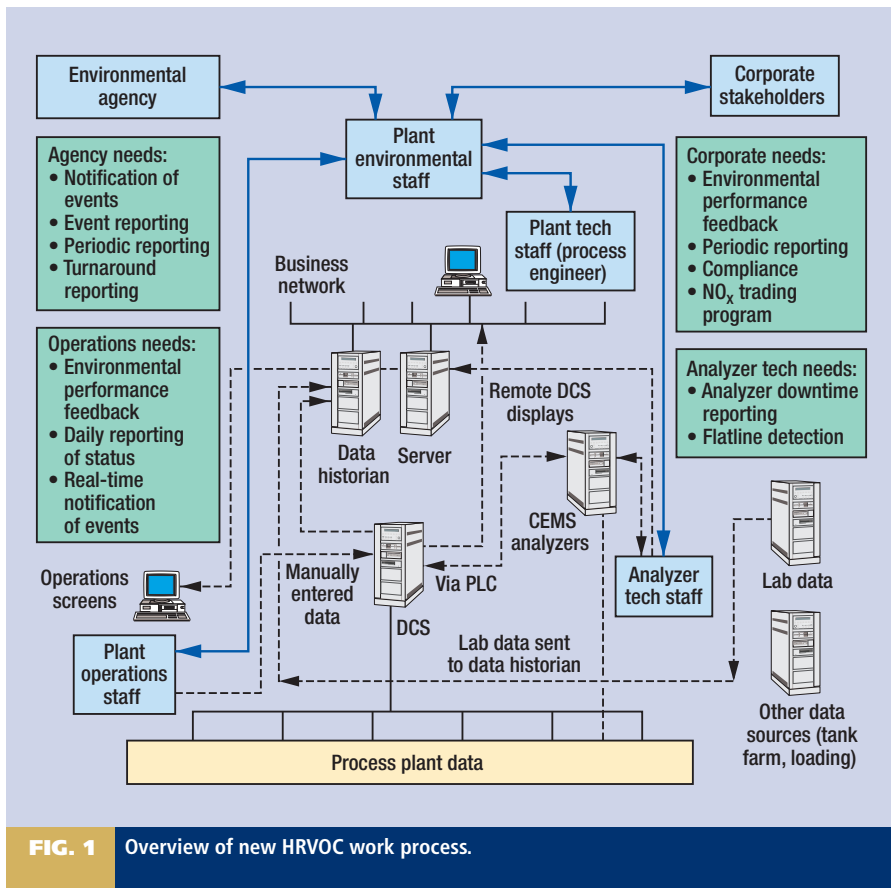 Environmental
agency
Corporate
stakeholders
Plant
environmental
staff
Agency needs:
• Notification of
events
• Event reporting
• Periodic reporting
• Turnaround
reporting
Corporate needs:
• Environmental
performance
feedback
• Periodic reporting
• Compliance
• NOx trading
program
Plant tech
staff (process
engineer)
Business
network
Operations needs:
• Environmental
performance
feedback
• Daily reporting
of status
• Real-time
notification
of events
Analyzer tech needs:
• Analyzer downtime
reporting
• Flatline detection
Remote DCS
displays
Data
historian
Server
CEMS
analyzers
Operations
screens
Manually
entered
data
Via PLC
DCS
Analyzer
tech staff
Lab data
Plant
operations
staff
Lab data sent
to data historian
Other data
sources (tank
farm, loading)
Process plant data
FIG. 1 Overview of new HRVOC work process.